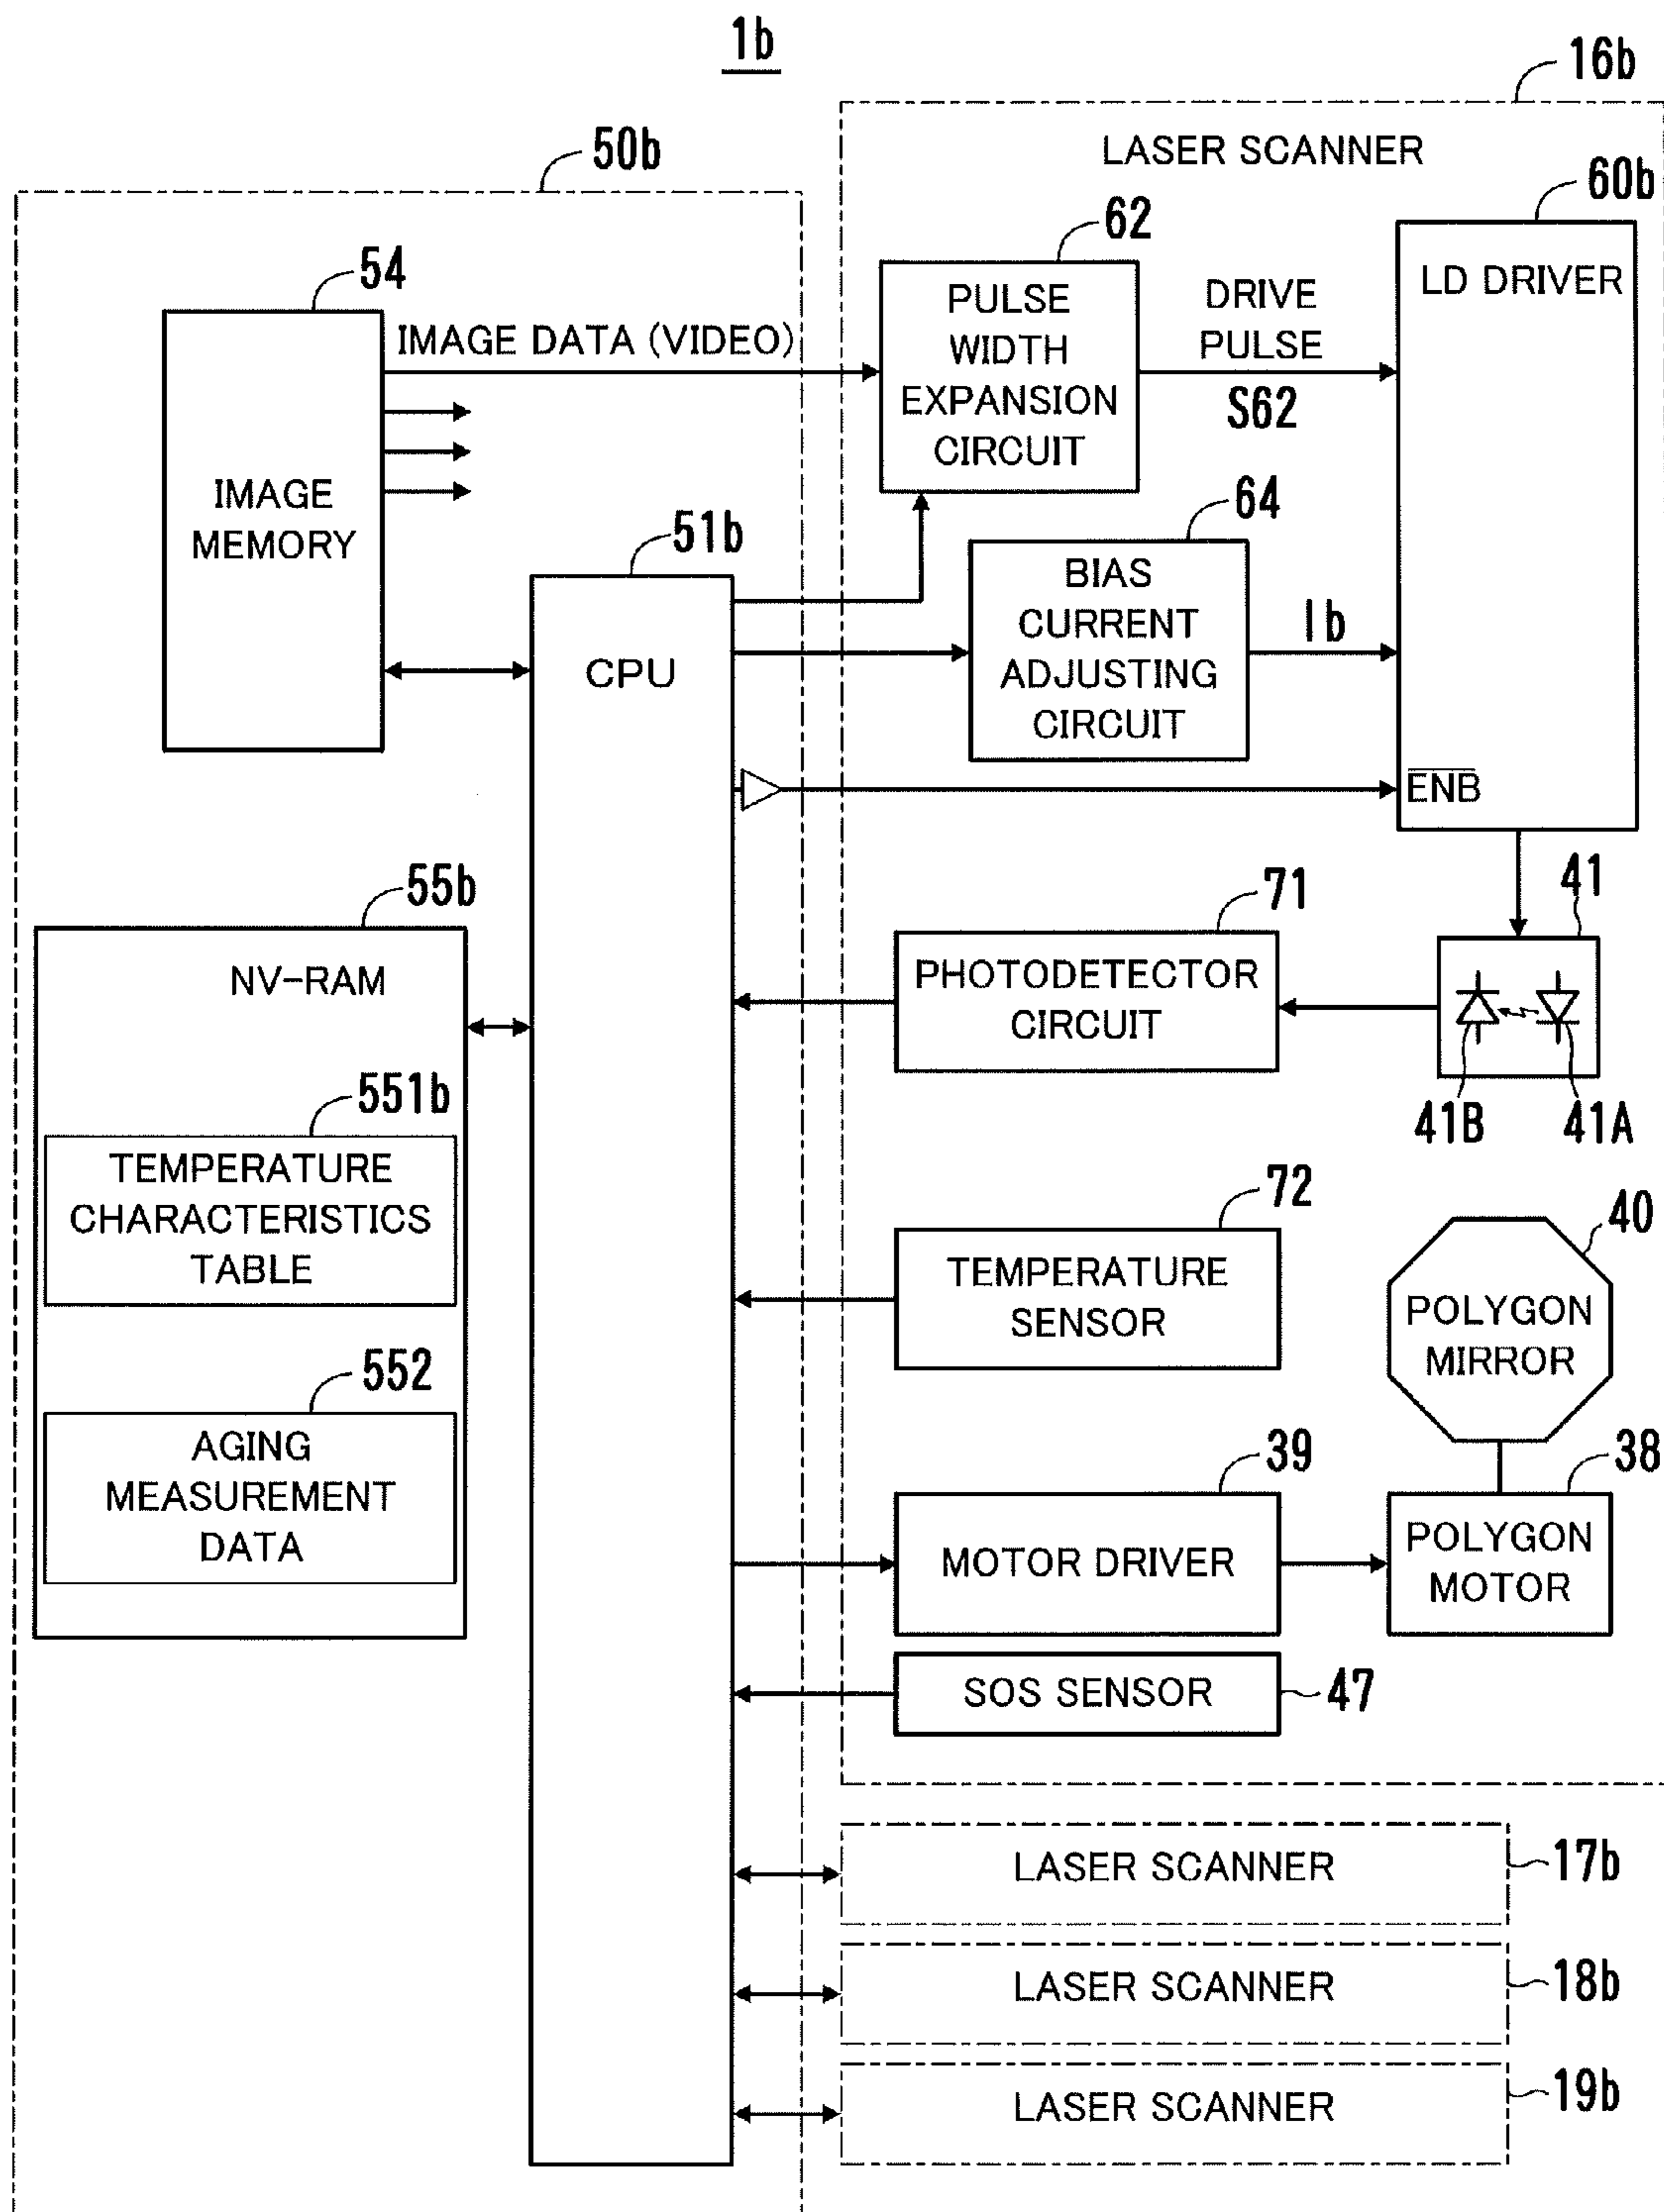 1b
16b
LASER SCANNER
50b
60b
LD DRIVER
62
PULSE
WIDTH
EXPANSION
CIRCUIT
DRIVE
PULSE
S62
54
IMAGE DATA (VIDEO)
IMAGE
MEMORY
51b
CPU
64
BIAS
CURRENT
ADJUSTING
CIRCUIT
Ib
ENB
55b
NV-RAM
71
PHOTODETECTOR
CIRCUIT
41
41B
41A
551b
TEMPERATURE
CHARACTERISTICS
TABLE
72
TEMPERATURE
SENSOR
40
POLYGON
MIRROR
552
AGING
MEASUREMENT
DATA
39
MOTOR DRIVER
38
POLYGON
MOTOR
SOS SENSOR
47
LASER SCANNER
17b
LASER SCANNER
18b
LASER SCANNER
19b